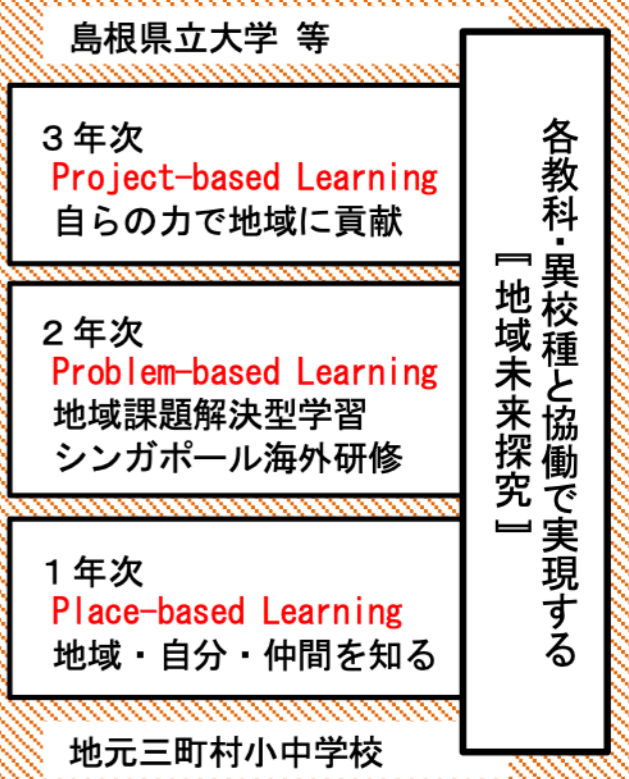 島根県立大学 等
3年次
Project-based Learning
自らの力で地域に貢献
2年次
Problem-based Learning
地域課題解決型学習
シンガポール海外研修
1年次
Place-based Learning
地域・自分・仲間を知る
地元三町村小中学校
各教科・異校種と協働で実現する
『地域未来探究』